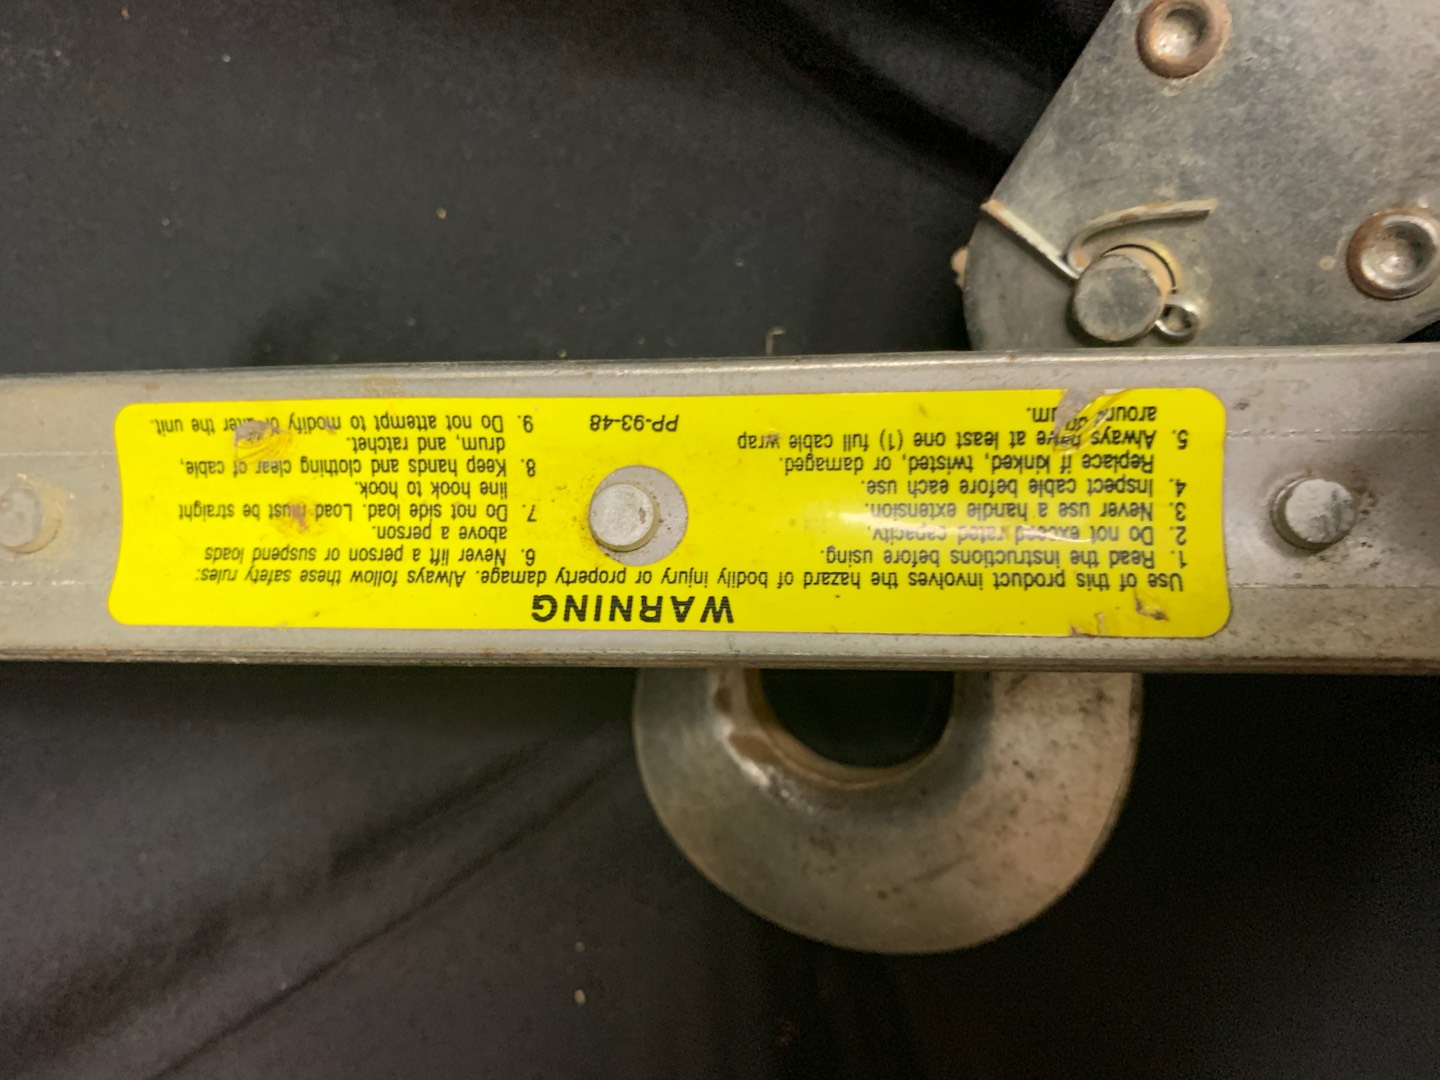 WARNING
Use of this product involves the hazard of bodily injury or property damage. Always follow these safety rules:
1. Read the instructions before using.
2. Do not exceed rated capacity.
3. Never use a handle extension.
4. Inspect cable before each use.
Replace if kinked, twisted, or damaged.
5. Always have at least one (1) full cable wrap
around drum.
PP-93-48
6. Never lift a person or suspend loads
above a person.
7. Do not side load. Load must be straight
line hook to hook.
8. Keep hands and clothing clear of cable,
drum, and ratchet.
9. Do not attempt to modify or alter the unit.